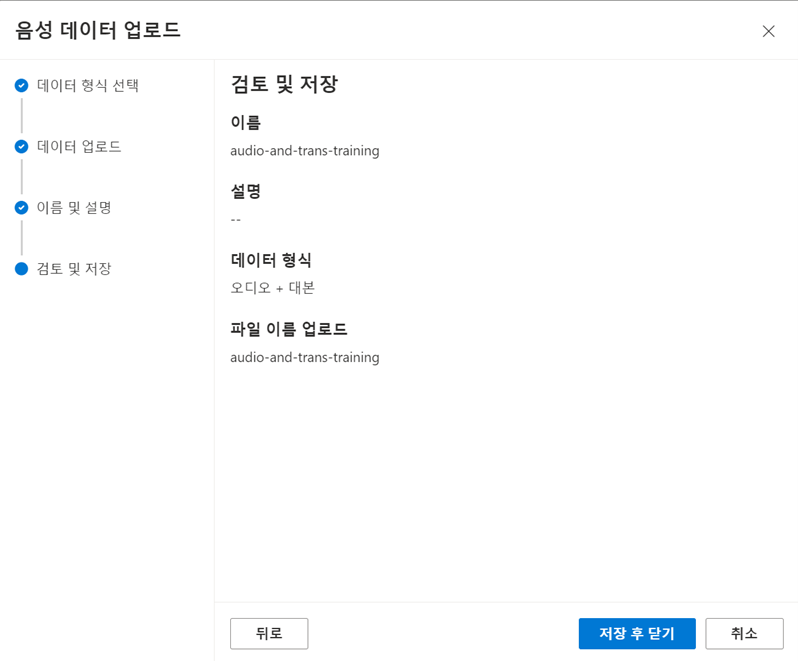 음성 데이터 업로드
데이터 형식 선택
데이터 업로드
이름 및 설명
검토 및 저장
검토 및 저장
이름
audio-and-trans-training
설명
--
데이터 형식
오디오 + 대본
파일 이름 업로드
audio-and-trans-training
뒤로
저장 후 닫기
취소